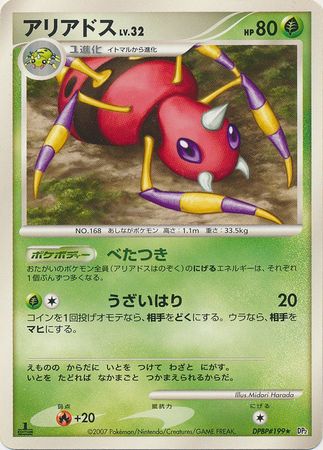 アリアドス LV.32 HP 80
1進化 イトマルから進化
NO.168 あしながポケモン 高さ：1.1m 重さ：33.5kg
ポケボディー べたつき
おたがいのポケモン全員（アリアドスはのぞく）のにげるエネルギーは、それぞれ
1個ぶんずつ多くなる。
うざいはり 20
コインを1回投げオモテなら、相手をどくにする。ウラなら、相手を
マヒにする。
えものの からだに いとを つけて わざと にがす。
いとを たどれば なかまごと つかまえられるからだ。
Illus. Midori Harada
弱点 抵抗力 にげる
+20
1 EDITION
©2007 Pokémon/Nintendo/Creatures/GAME FREAK. DPBP#199★ DP3